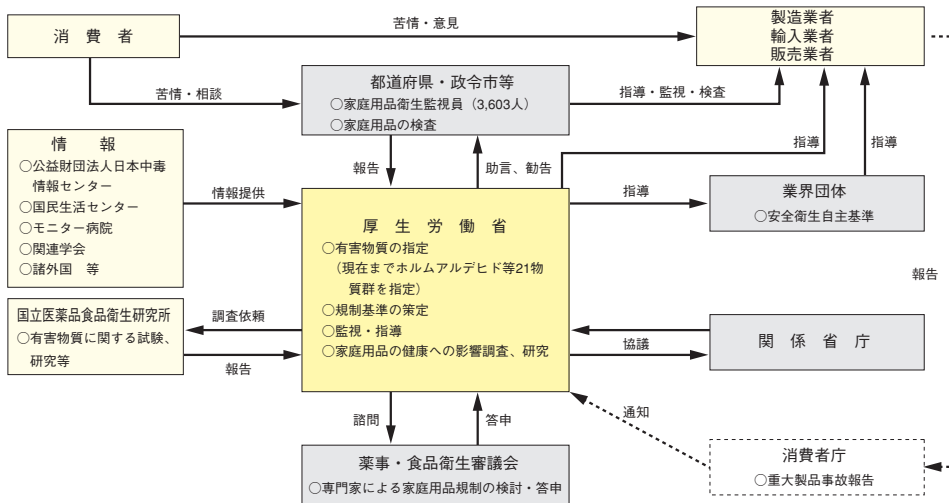 消費者
苦情・意見
製造業者
輸入業者
販売業者
苦情・相談
都道府県・政令市等
○家庭用品衛生監視員（3,603人）
○家庭用品の検査
指導・監視・検査
指導
情報
○公益財団法人日本中毒
情報センター
○国民生活センター
○モニター病院
○関連学会
○諸外国　等
情報提供
報告
助言、勧告
指導
業界団体
○安全衛生自主基準
厚生労働省
○有害物質の指定
（現在までホルムアルデヒド等21物
質群を指定）
○規制基準の策定
○監視・指導
○家庭用品の健康への影響調査、研究
報告
国立医薬品食品衛生研究所
○有害物質に関する試験、
研究等
調査依頼
報告
協議
関係省庁
諮問
答申
通知
薬事・食品衛生審議会
○専門家による家庭用品規制の検討・答申
消費者庁
○重大製品事故報告